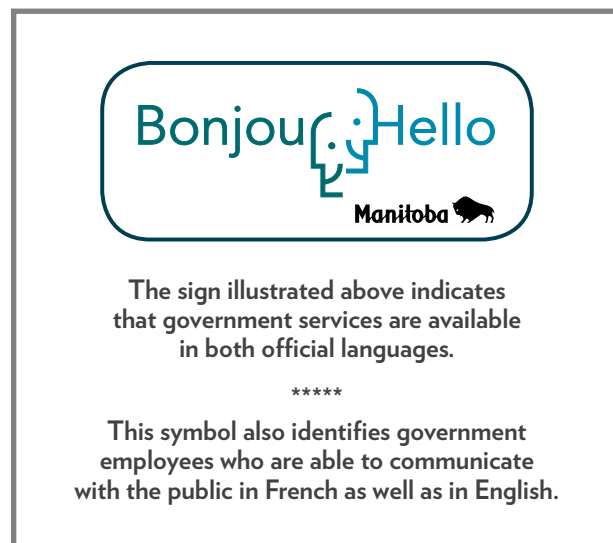 Bonjour Hello
Manitoba
The sign illustrated above indicates
that government services are available
in both official languages.
*****
This symbol also identifies government
employees who are able to communicate
with the public in French as well as in English.